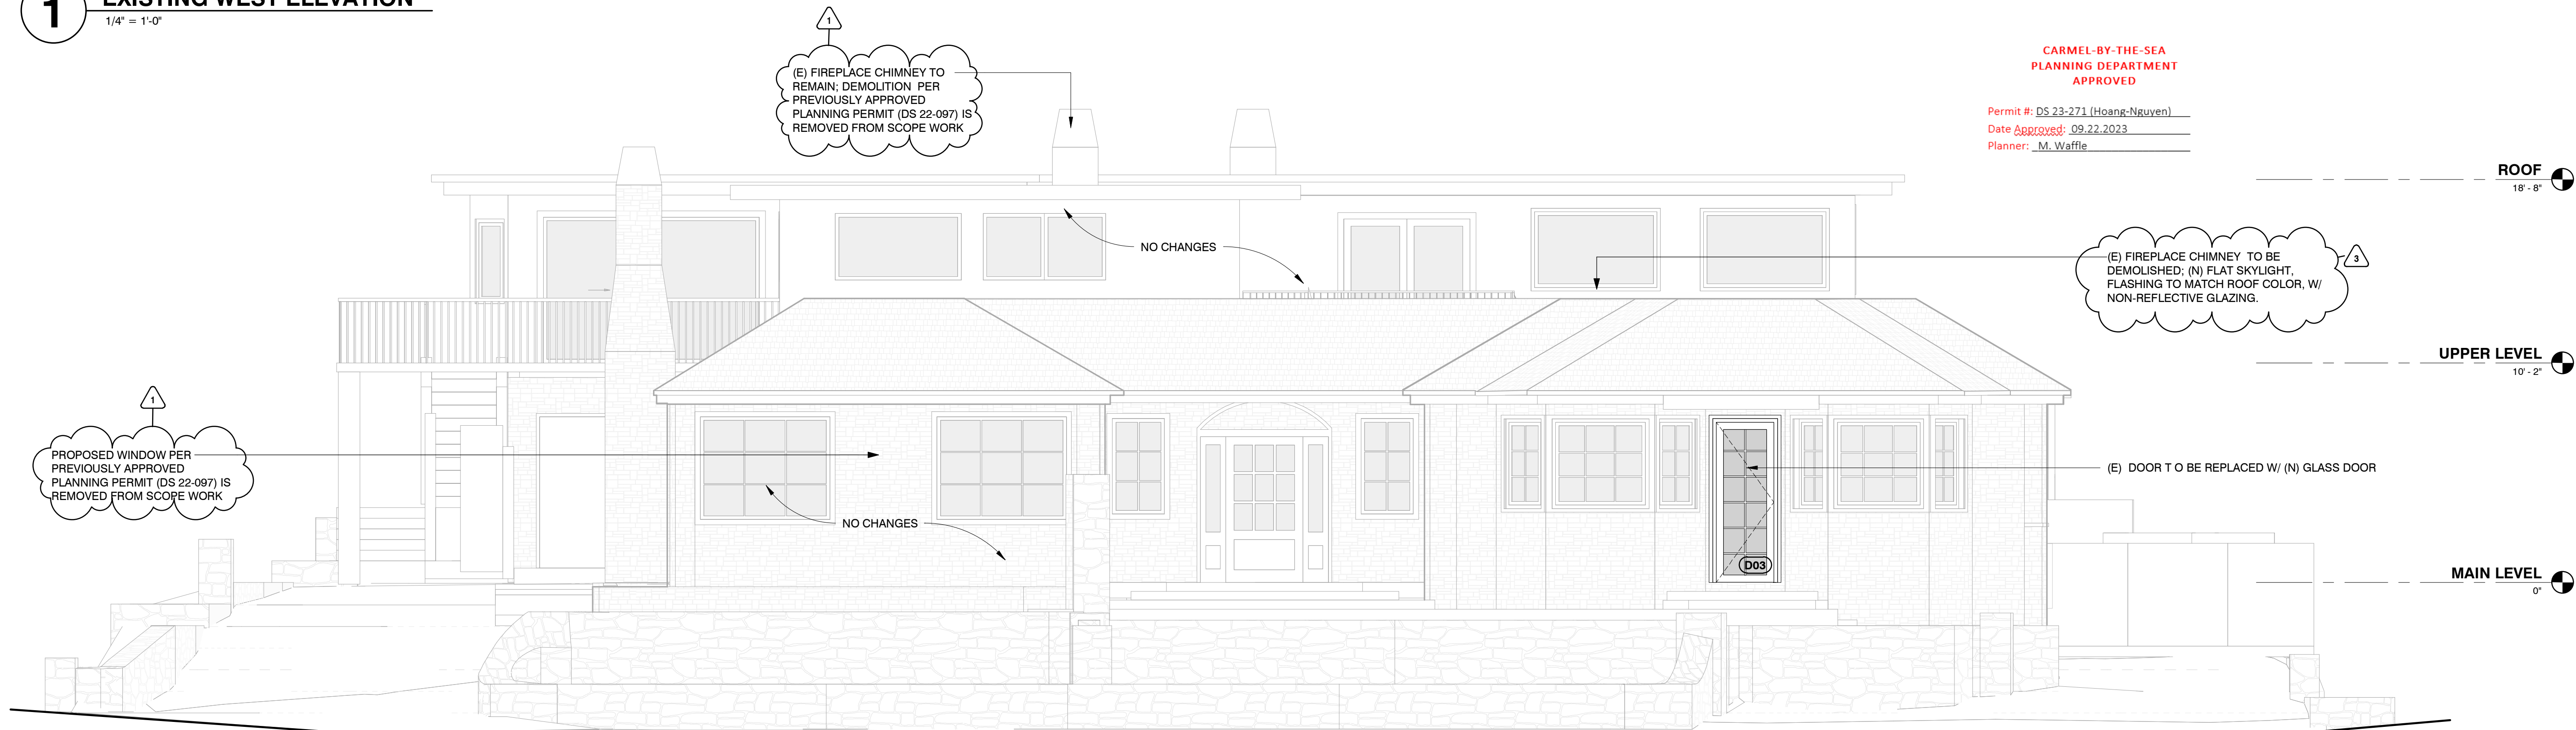 1
EXISTING WEST ELEVATION
1/4" = 1'-0"
1
(E) FIREPLACE CHIMNEY TO
REMAIN; DEMOLITION PER
PREVIOUSLY APPROVED
PLANNING PERMIT (DS 22-097) IS
REMOVED FROM SCOPE WORK
CARMEL-BY-THE-SEA
PLANNING DEPARTMENT
APPROVED
Permit #: DS 23-271 (Hoang-Nguyen)
Date Approved: 09.22.2023
Planner: M. Waffle
ROOF
18' - 8"
NO CHANGES
(E) FIREPLACE CHIMNEY TO BE
DEMOLISHED; (N) FLAT SKYLIGHT,
FLASHING TO MATCH ROOF COLOR, W/
NON-REFLECTIVE GLAZING.
3
UPPER LEVEL
10' - 2"
1
PROPOSED WINDOW PER
PREVIOUSLY APPROVED
PLANNING PERMIT (DS 22-097) IS
REMOVED FROM SCOPE WORK
(E) DOOR T O BE REPLACED W/ (N) GLASS DOOR
NO CHANGES
D03
MAIN LEVEL
0"